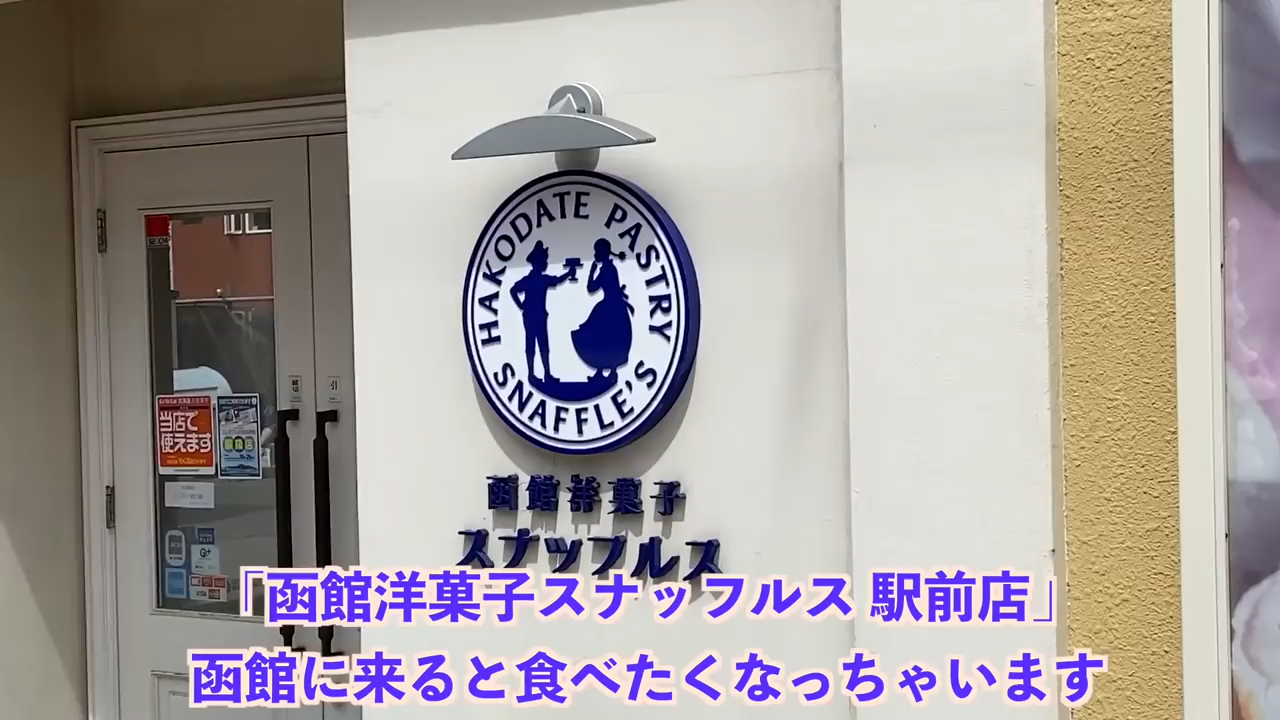 HAKODATE PASTRY
SNAFFLE'S
函館洋菓子
スナッフルス
当店で
使えます
引
「函館洋菓子スナッフルス 駅前店」
函館に来ると食べたくなっちゃいます